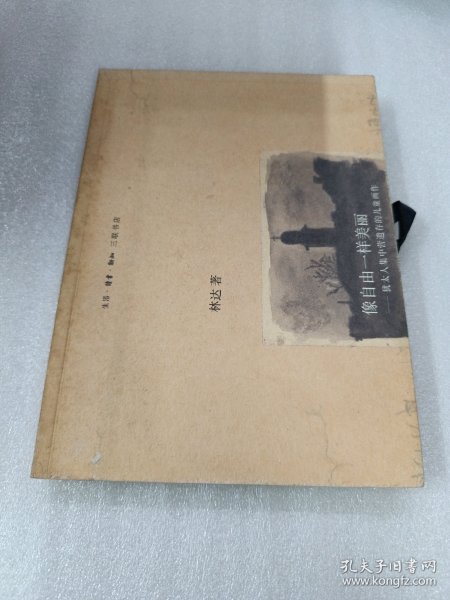 像自由一样美丽
犹太人集中营遗存的儿童画作
林达 著
生活·讀書·新知 三联书店
孔夫子旧书网
www.kongfz.com